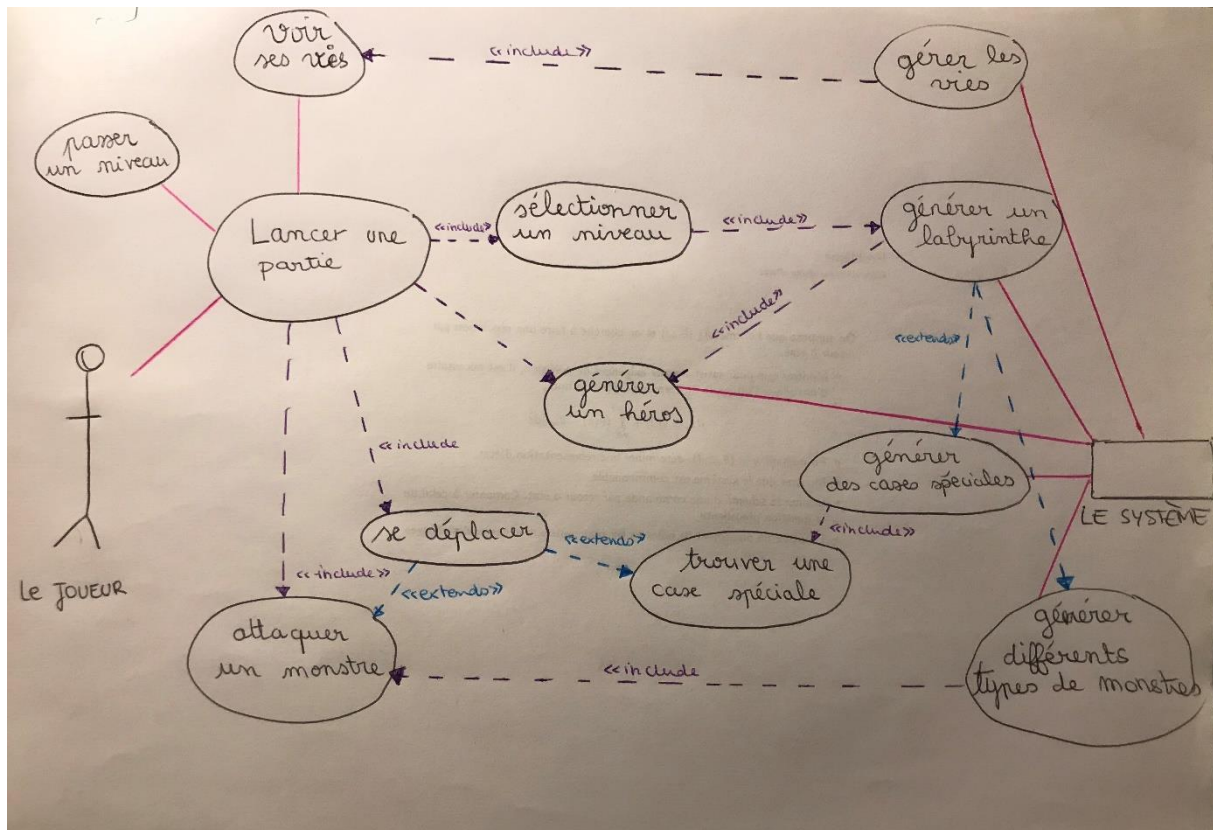 voir
ses vies
«include»
gérer les
vies
passer
un niveau
Lancer une
partie
«include»
sélectionner
un niveau
«include»
générer un
labyrinthe
«include»
«extends»
générer
un héros
«include
générer
des cases spéciales
LE SYSTÈME
se déplacer
«extends»
«include»
trouver une
case spéciale
LE JOUEUR
«include»
«extends»
attaquer
un monstre
«include
générer
différents
types de monstres